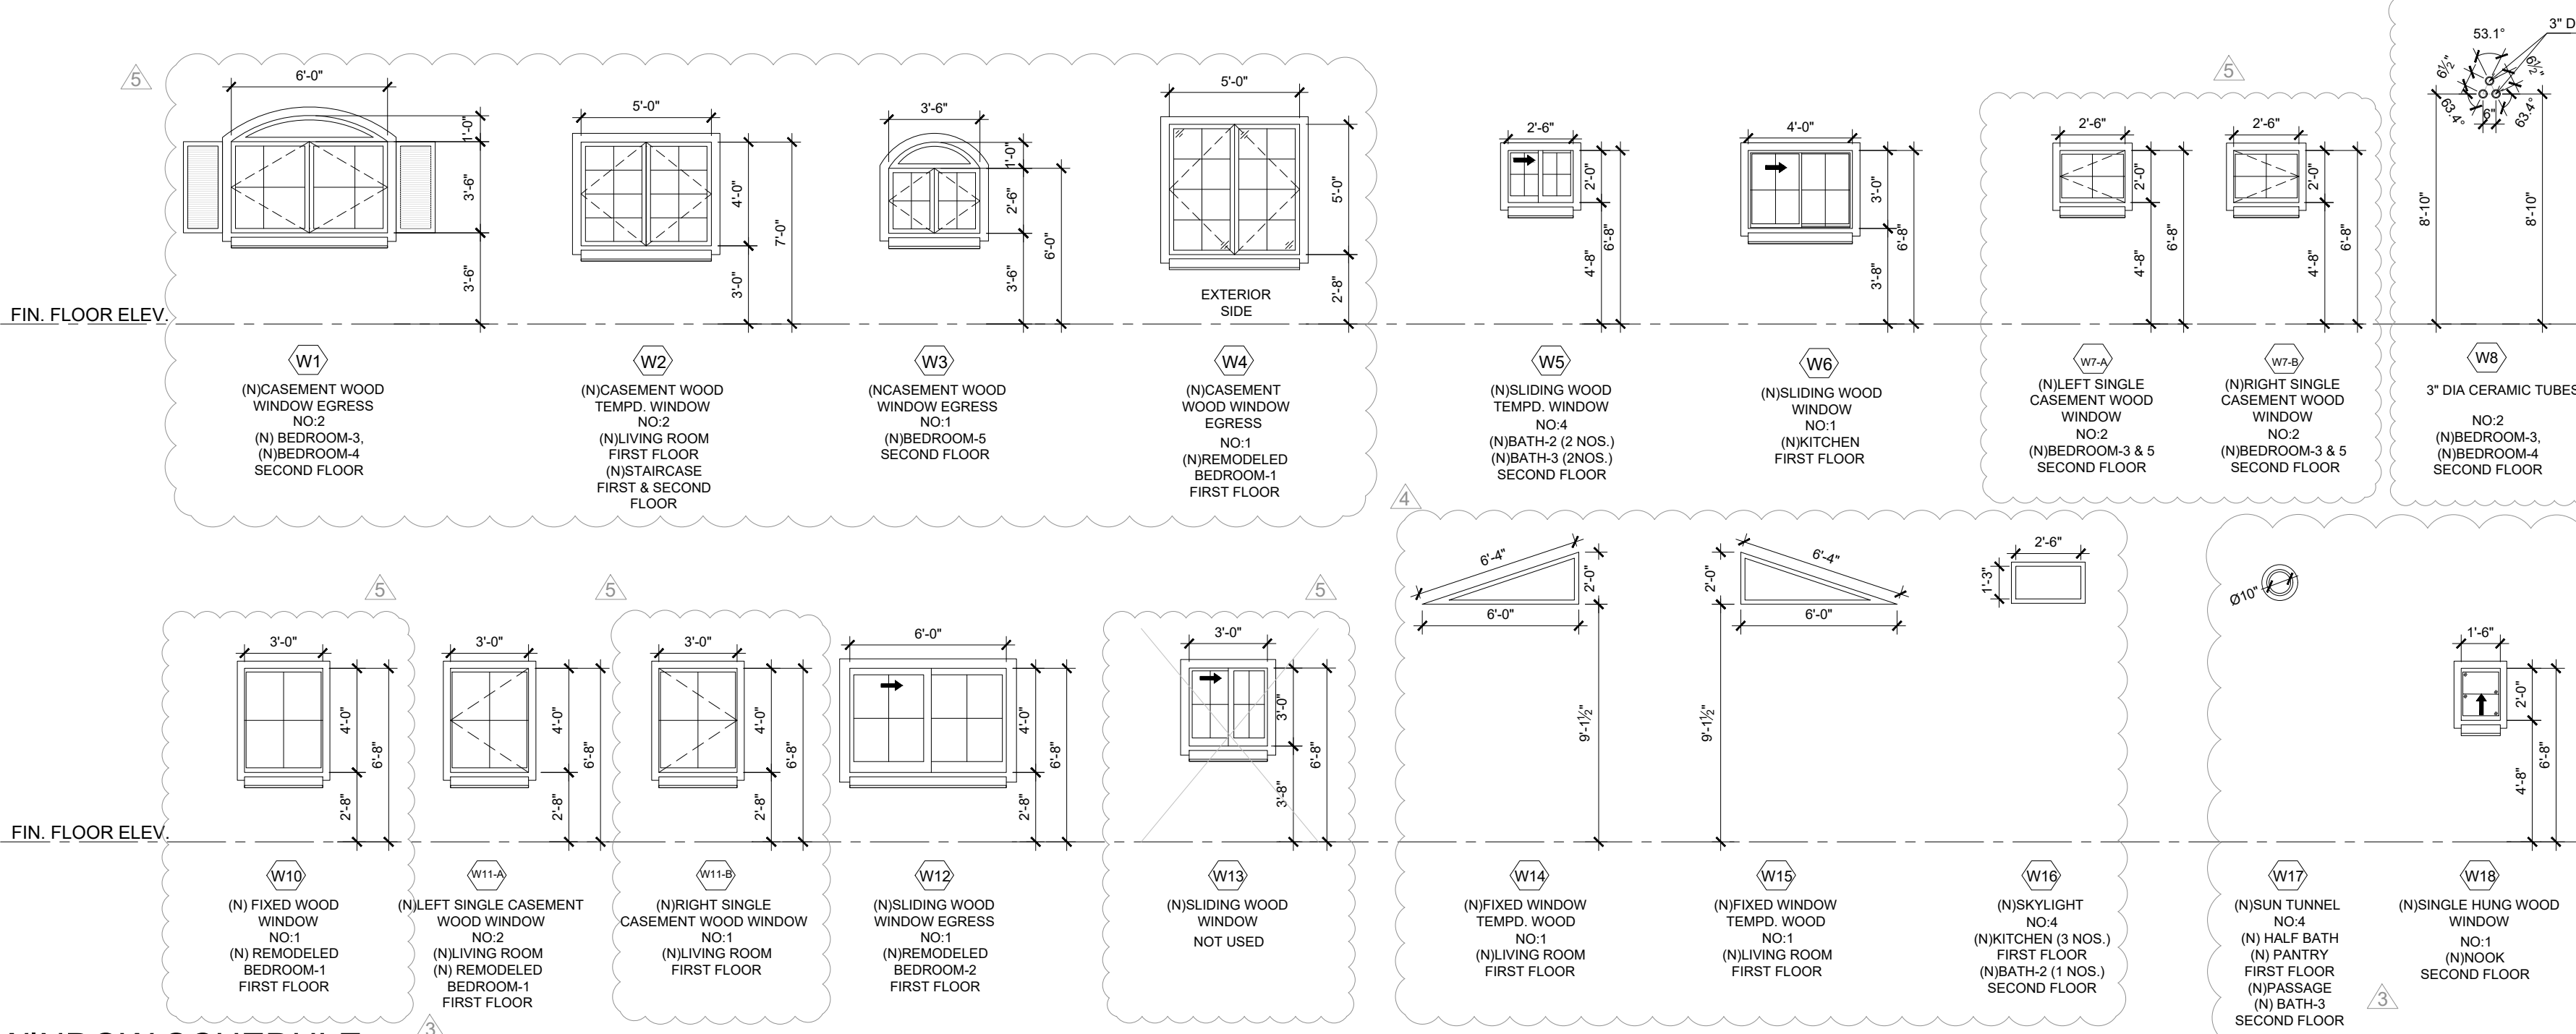 5
6'-0"
1'-0"
3'-6"
3'-6"
5'-0"
4'-0"
7'-0"
3'-0"
3'-6"
1'-0"
2'-6"
6'-0"
3'-6"
5'-0"
5'-0"
2'-8"
EXTERIOR
SIDE
2'-6"
2'-0"
6'-8"
4'-8"
4'-0"
3'-0"
6'-8"
3'-8"
5
2'-6"
2'-0"
6'-8"
4'-8"
2'-6"
2'-0"
6'-8"
4'-8"
3" D
53.1°
6½"
6½"
63.4°
6"
63.4°
8'-10"
8'-10"
FIN. FLOOR ELEV.
W1
(N)CASEMENT WOOD
WINDOW EGRESS
NO:2
(N) BEDROOM-3,
(N)BEDROOM-4
SECOND FLOOR
W2
(N)CASEMENT WOOD
TEMPD. WINDOW
NO:2
(N)LIVING ROOM
FIRST FLOOR
(N)STAIRCASE
FIRST & SECOND
FLOOR
W3
(NCASEMENT WOOD
WINDOW EGRESS
NO:1
(N)BEDROOM-5
SECOND FLOOR
W4
(N)CASEMENT
WOOD WINDOW
EGRESS
NO:1
(N)REMODELED
BEDROOM-1
FIRST FLOOR
W5
(N)SLIDING WOOD
TEMPD. WINDOW
NO:4
(N)BATH-2 (2 NOS.)
(N)BATH-3 (2NOS.)
SECOND FLOOR
W6
(N)SLIDING WOOD
WINDOW
NO:1
(N)KITCHEN
FIRST FLOOR
W7-A
(N)LEFT SINGLE
CASEMENT WOOD
WINDOW
NO:2
(N)BEDROOM-3 & 5
SECOND FLOOR
W7-B
(N)RIGHT SINGLE
CASEMENT WOOD
WINDOW
NO:2
(N)BEDROOM-3 & 5
SECOND FLOOR
W8
3" DIA CERAMIC TUBES
NO:2
(N)BEDROOM-3,
(N)BEDROOM-4
SECOND FLOOR
5
3'-0"
4'-0"
6'-8"
2'-8"
3'-0"
4'-0"
6'-8"
2'-8"
5
3'-0"
4'-0"
6'-8"
2'-8"
6'-0"
4'-0"
6'-8"
2'-8"
5
3'-0"
3'-0"
6'-8"
3'-8"
4
6'-4"
2'-0"
6'-0"
9'-1½"
6'-4"
2'-0"
6'-0"
9'-1½"
2'-6"
1'-3"
Ø10"
1'-6"
2'-0"
6'-8"
4'-8"
FIN. FLOOR ELEV.
W10
(N) FIXED WOOD
WINDOW
NO:1
(N) REMODELED
BEDROOM-1
FIRST FLOOR
W11-A
(N)LEFT SINGLE CASEMENT
WOOD WINDOW
NO:2
(N)LIVING ROOM
(N) REMODELED
BEDROOM-1
FIRST FLOOR
3
W11-B
(N)RIGHT SINGLE
CASEMENT WOOD WINDOW
NO:1
(N)LIVING ROOM
FIRST FLOOR
W12
(N)SLIDING WOOD
WINDOW EGRESS
NO:1
(N)REMODELED
BEDROOM-2
FIRST FLOOR
W13
(N)SLIDING WOOD
WINDOW
NOT USED
W14
(N)FIXED WINDOW
TEMPD. WOOD
NO:1
(N)LIVING ROOM
FIRST FLOOR
W15
(N)FIXED WINDOW
TEMPD. WOOD
NO:1
(N)LIVING ROOM
FIRST FLOOR
W16
(N)SKYLIGHT
NO:4
(N)KITCHEN (3 NOS.)
FIRST FLOOR
(N)BATH-2 (1 NOS.)
SECOND FLOOR
W17
(N)SUN TUNNEL
NO:4
(N) HALF BATH
(N) PANTRY
FIRST FLOOR
(N)PASSAGE
(N) BATH-3
SECOND FLOOR
3
W18
(N)SINGLE HUNG WOOD
WINDOW
NO:1
(N)NOOK
SECOND FLOOR